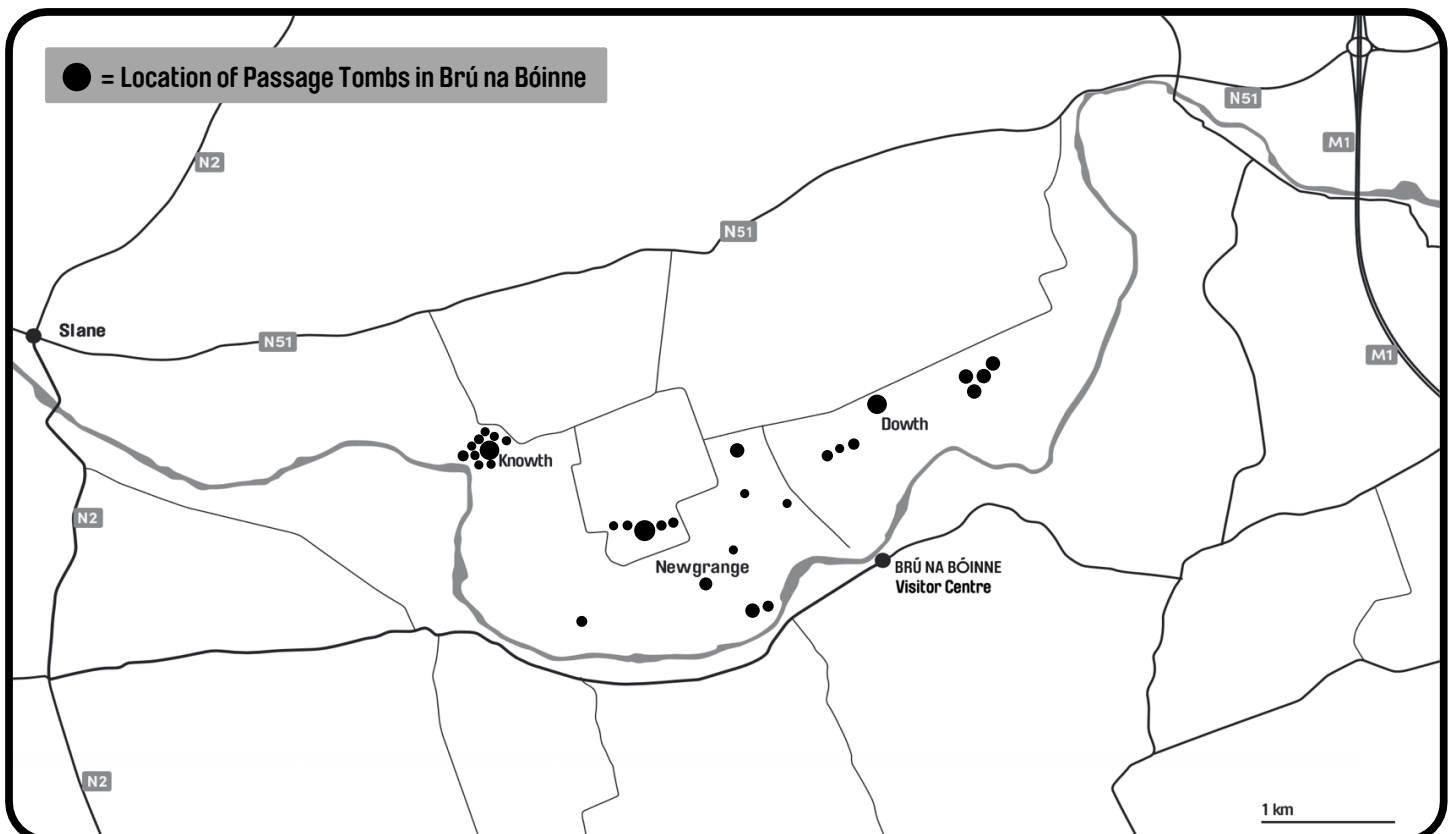 = Location of Passage Tombs in Brú na Bóinne
N51
M1
N2
N51
Slane
N51
M1
Dowth
Knowth
N2
Newgrange
BRÚ NA BÓINNE
Visitor Centre
N2
1 km